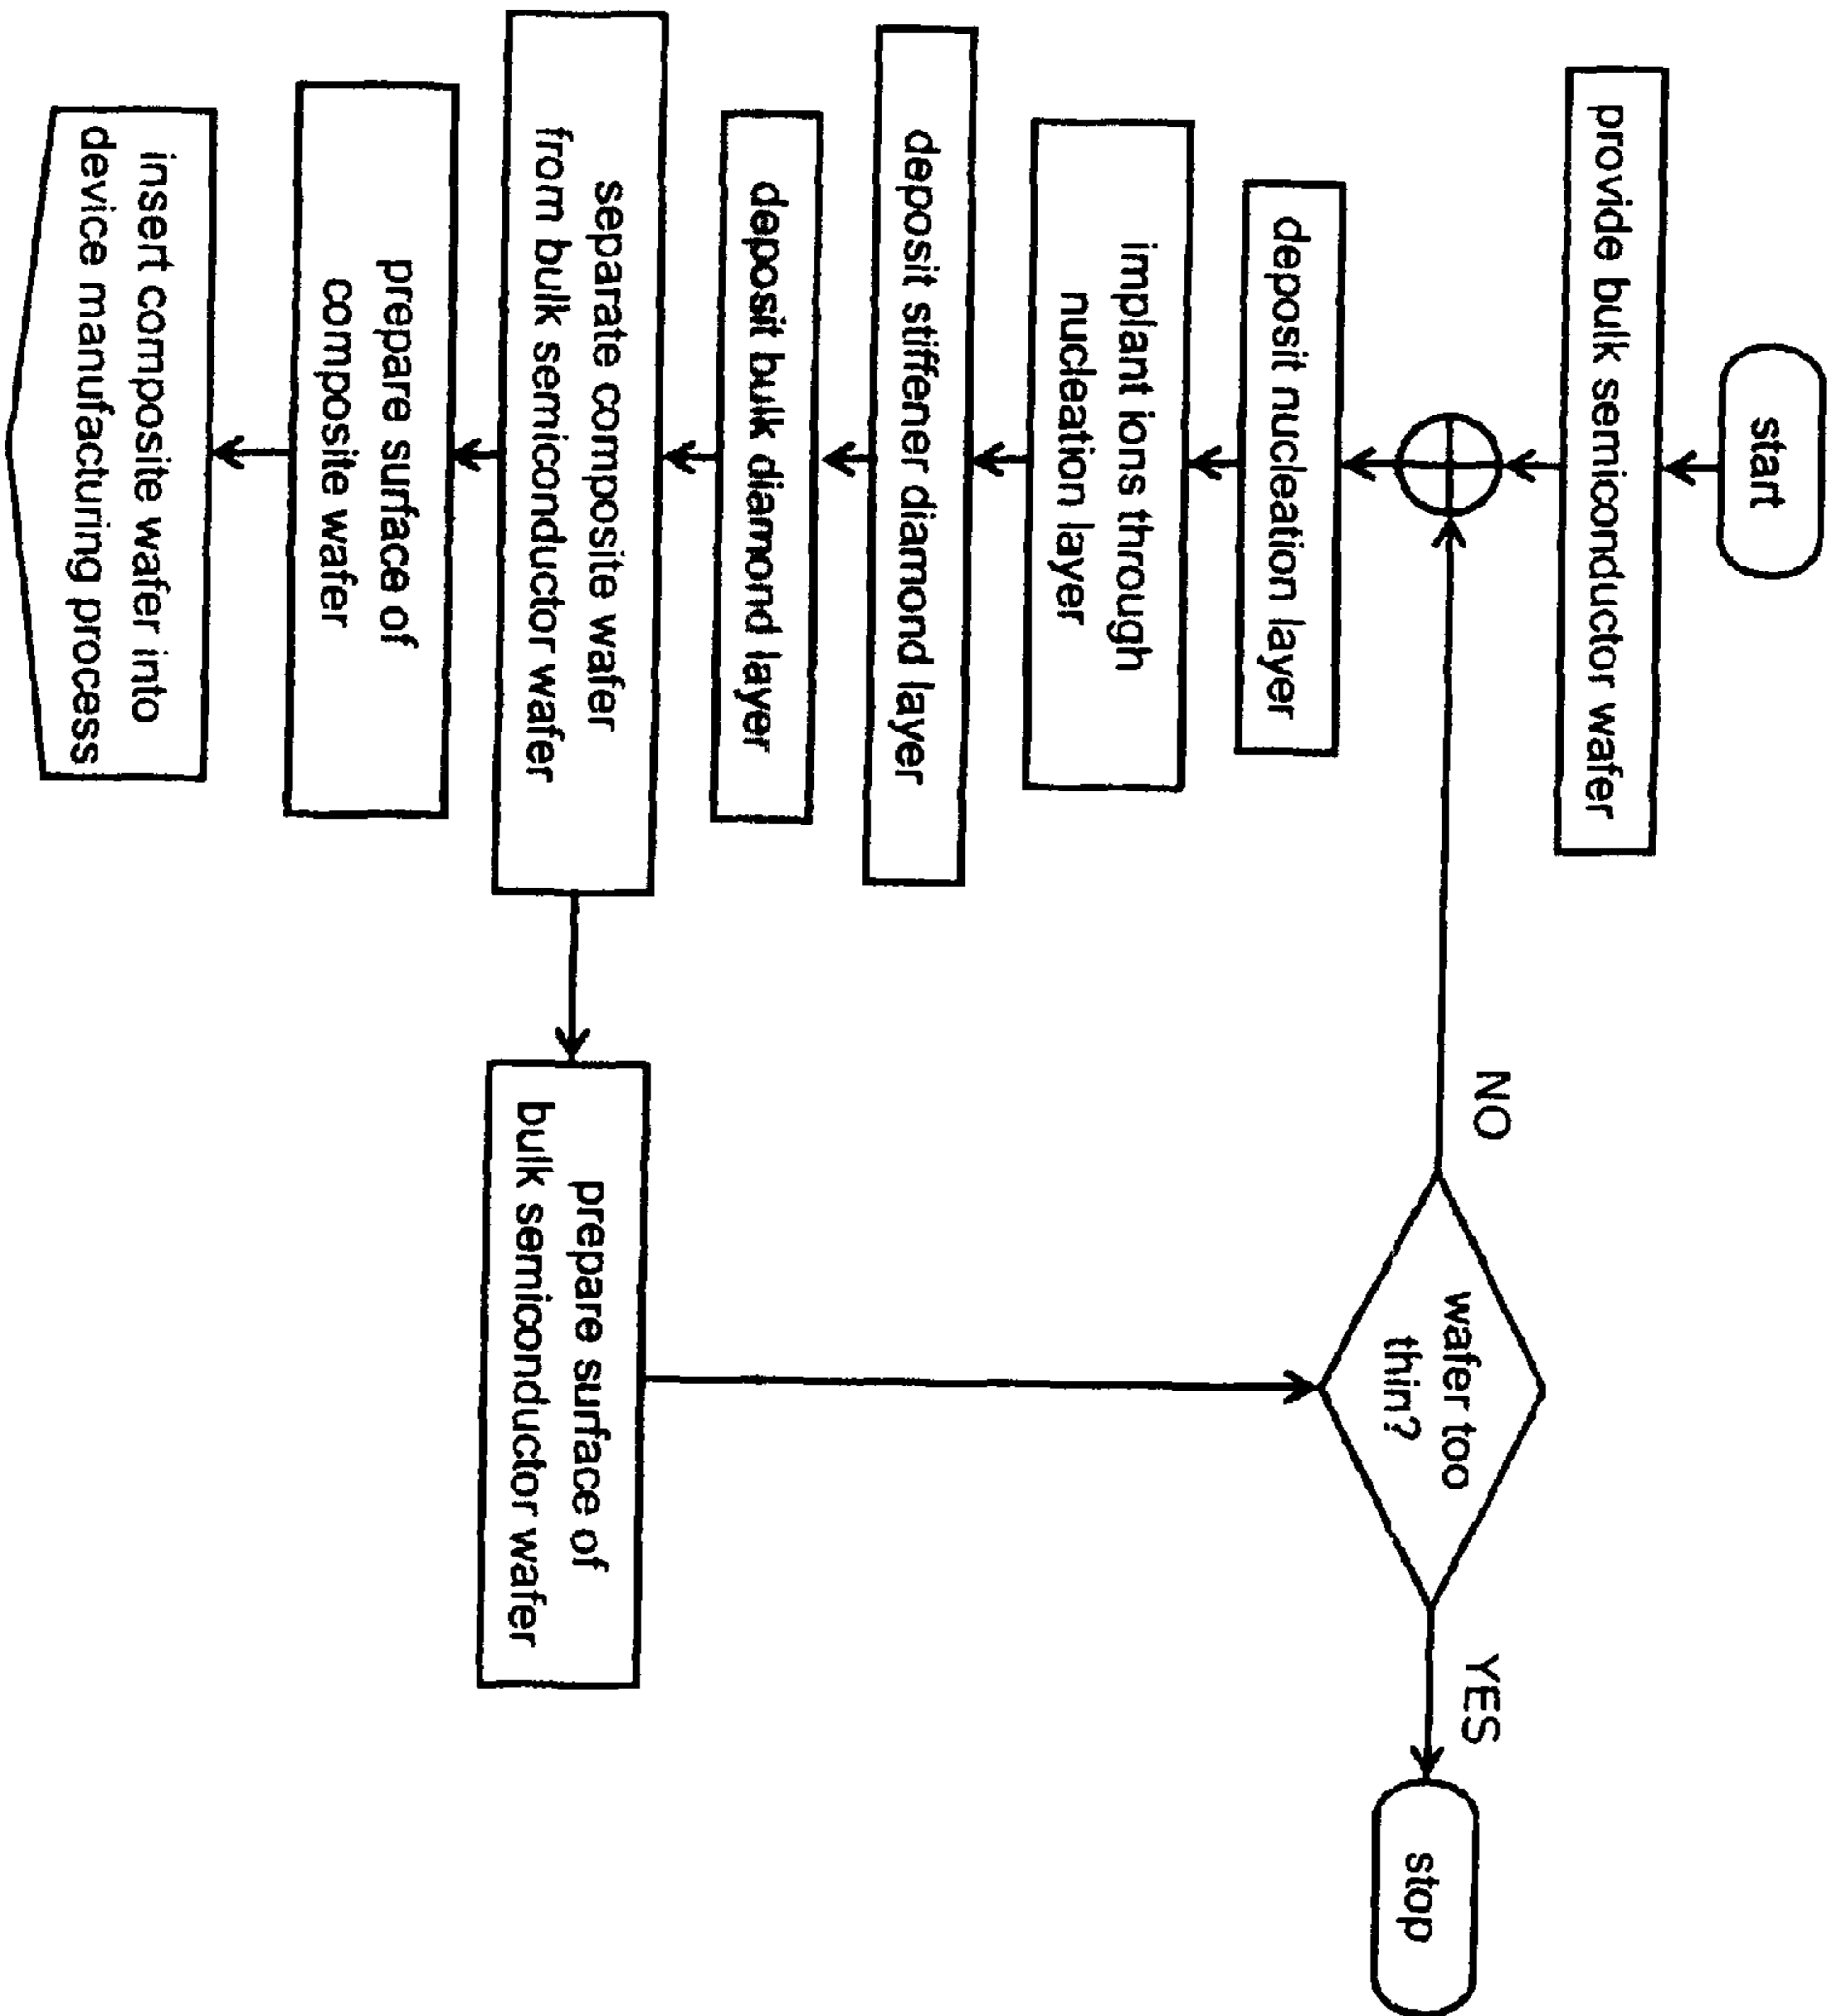 start
provide bulk semiconductor wafer
deposit nucleation layer
implant ions through
nucleation layer
deposit stiffener diamond layer
deposit bulk diamond layer
separate composite wafer
from bulk semiconductor wafer
prepare surface of
composite wafer
insert composite wafer into
device manufacturing process
prepare surface of
bulk semiconductor wafer
wafer too
thin?
NO
YES
stop